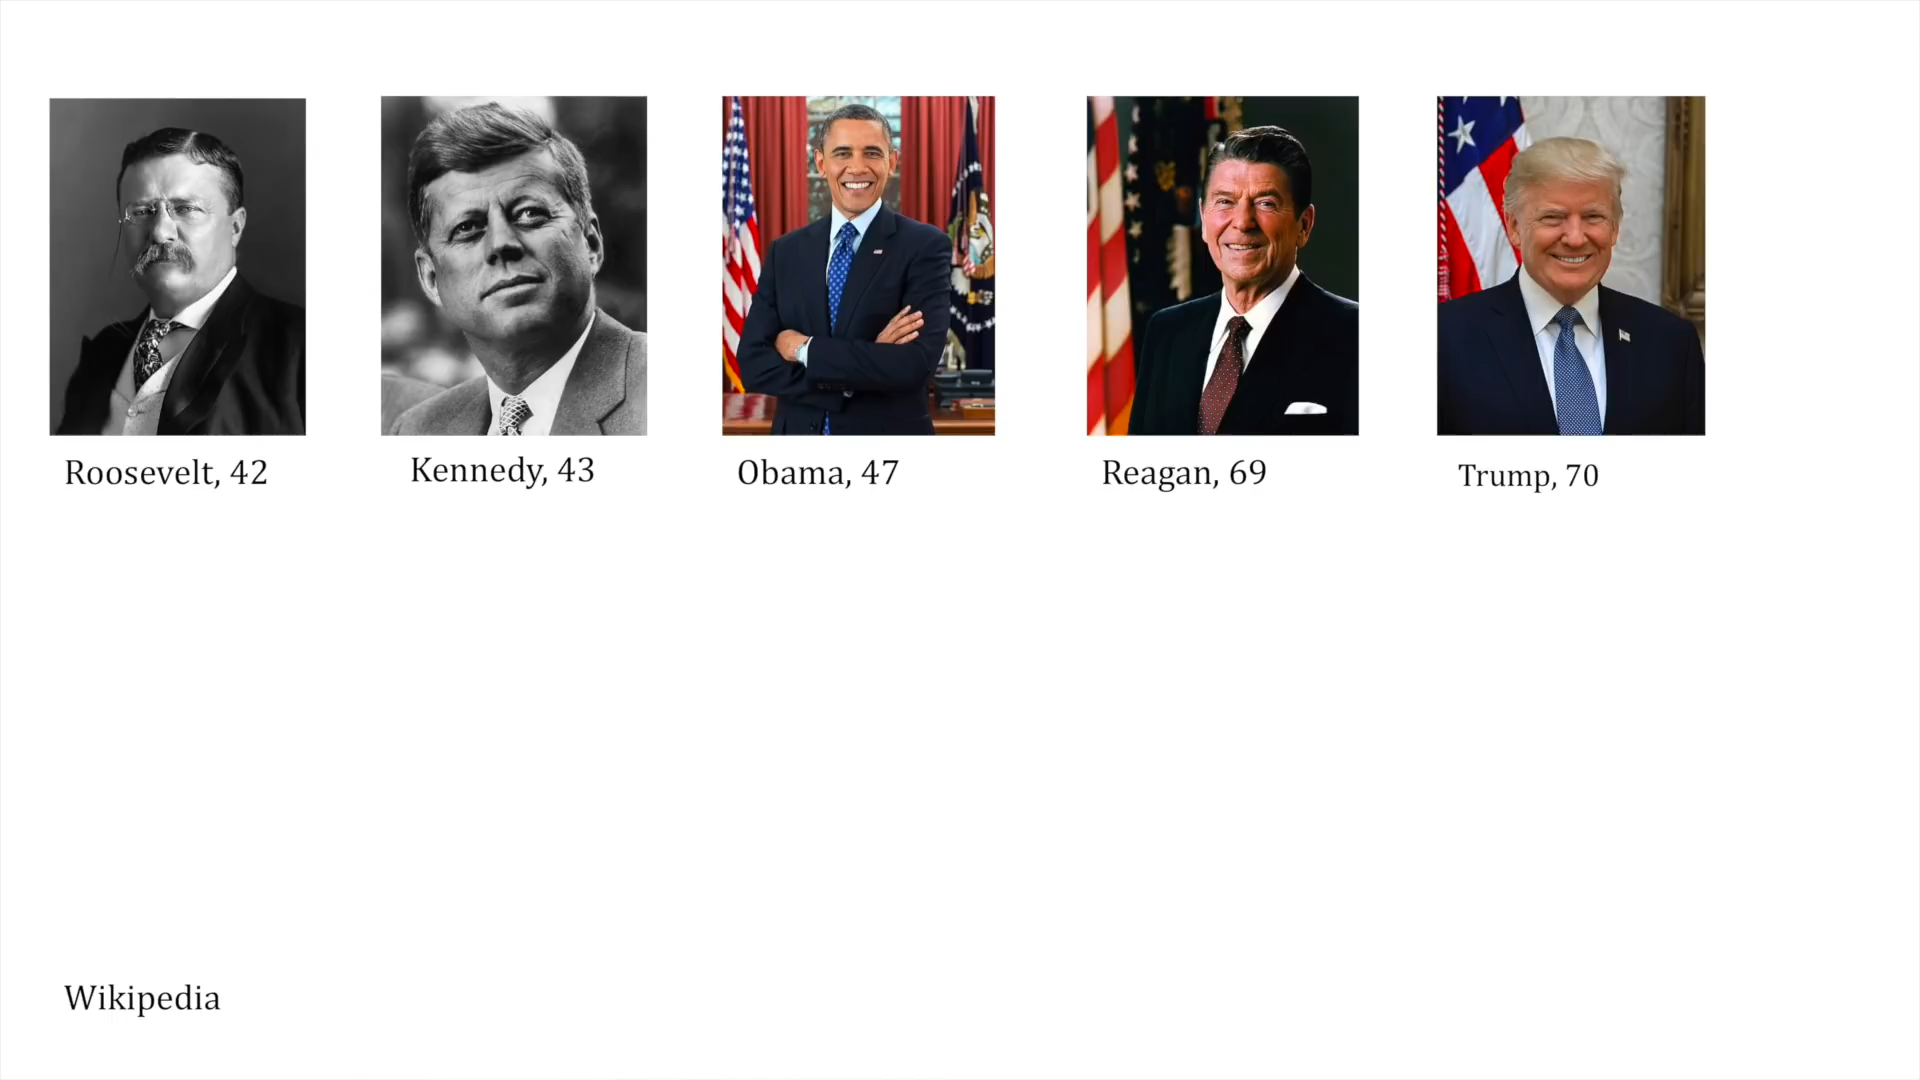 Roosevelt, 42
Kennedy, 43
Obama, 47
Reagan, 69
Trump, 70
Wikipedia